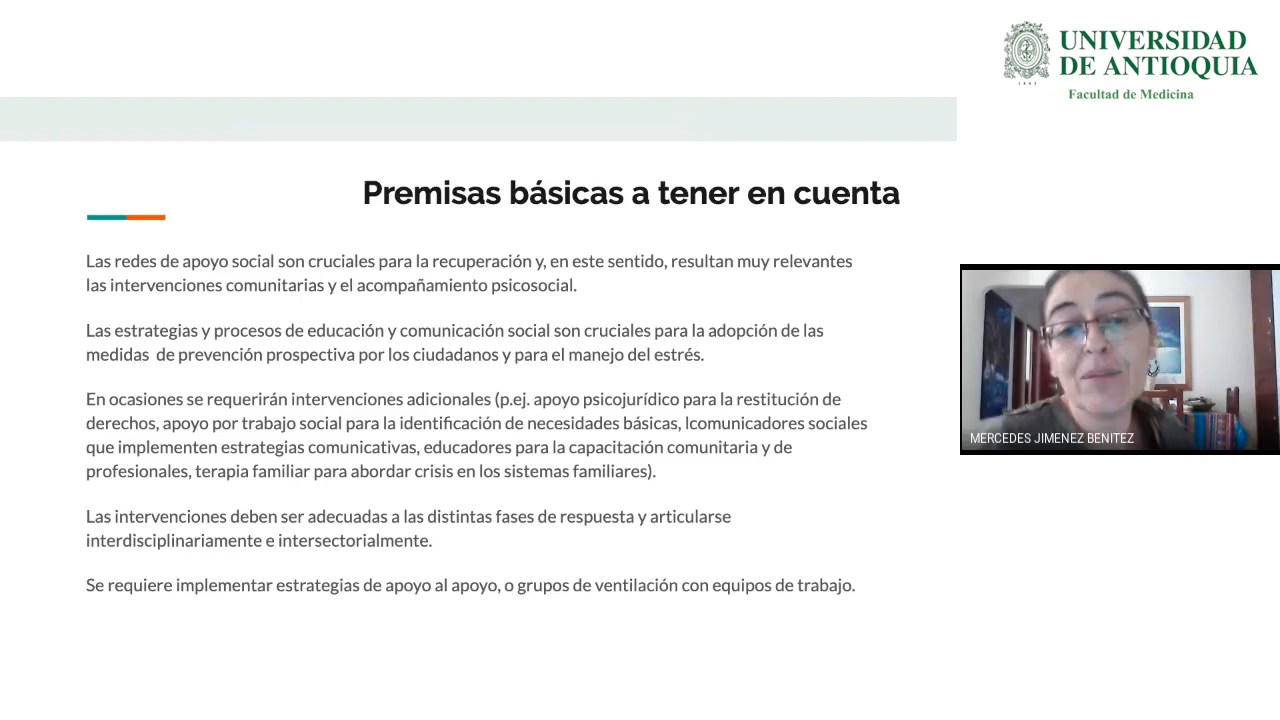 UNIVERSIDAD
DE ANTIOQUIA
1803
Facultad de Medicina
Premisas básicas a tener en cuenta
Las redes de apoyo social son cruciales para la recuperación y, en este sentido, resultan muy relevantes
las intervenciones comunitarias y el acompañamiento psicosocial.
Las estrategias y procesos de educación y comunicación social son cruciales para la adopción de las
medidas de prevención prospectiva por los ciudadanos y para el manejo del estrés.
En ocasiones se requerirán intervenciones adicionales (p.ej. apoyo psicojurídico para la restitución de
derechos, apoyo por trabajo social para la identificación de necesidades básicas, lcomunicadores sociales
que implementen estrategias comunicativas, educadores para la capacitación comunitaria y de
profesionales, terapia familiar para abordar crisis en los sistemas familiares).
Las intervenciones deben ser adecuadas a las distintas fases de respuesta y articularse
interdisciplinariamente e intersectorialmente.
Se requiere implementar estrategias de apoyo al apoyo, o grupos de ventilación con equipos de trabajo.
MERCEDES JIMENEZ BENITEZ